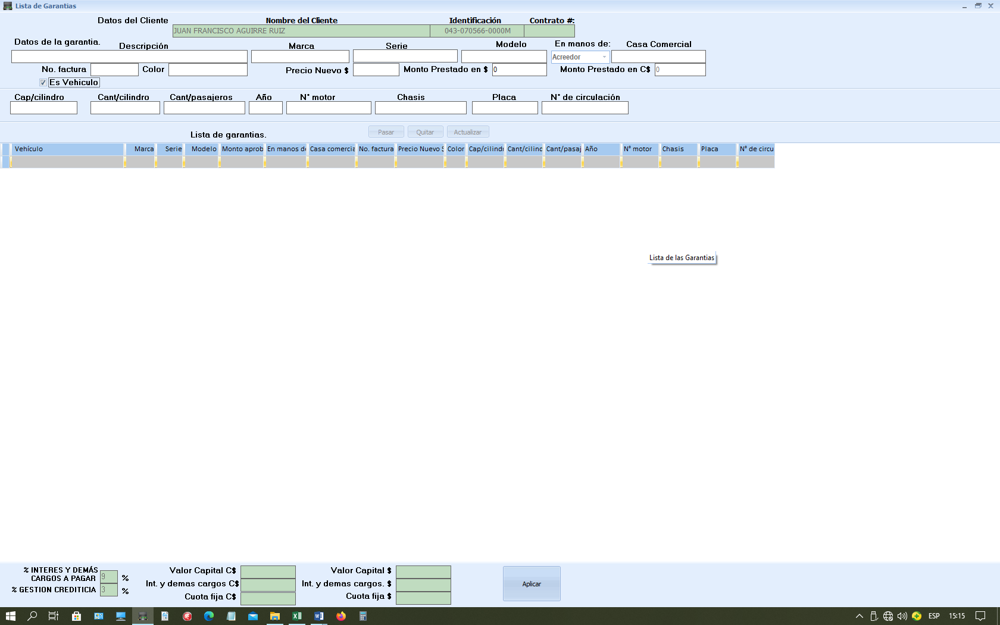 Lista de Garantias
Datos del Cliente Nombre del Cliente Identificación Contrato #:
JUAN FRANCISCO AGUIRRE RUIZ 043-070566-0000M
Datos de la garantia. Descripción Marca Serie Modelo En manos de: Casa Comercial
Acreedor
No. factura Color Precio Nuevo $ Monto Prestado en $ 0 Monto Prestado en C$ 0
Es Vehiculo
Cap/cilindro Cant/cilindro Cant/pasajeros Año N° motor Chasis Placa N° de circulación
Lista de garantias. Pasar Quitar Actualizar
Vehículo Marca Serie Modelo Monto aprob En manos de Casa comercia No. factura Precio Nuevo $ Color Cap/cilindr Cant/cilind Cant/pasaj Año N° motor Chasis Placa N° de circu
Lista de las Garantias
% INTERES Y DEMÁS CARGOS A PAGAR 9 %
% GESTION CREDITICIA 3 %
Valor Capital C$ Valor Capital $
Int. y demas cargos C$ Int. y demas cargos. $
Cuota fija C$ Cuota fija $
Aplicar
ESP 15:15